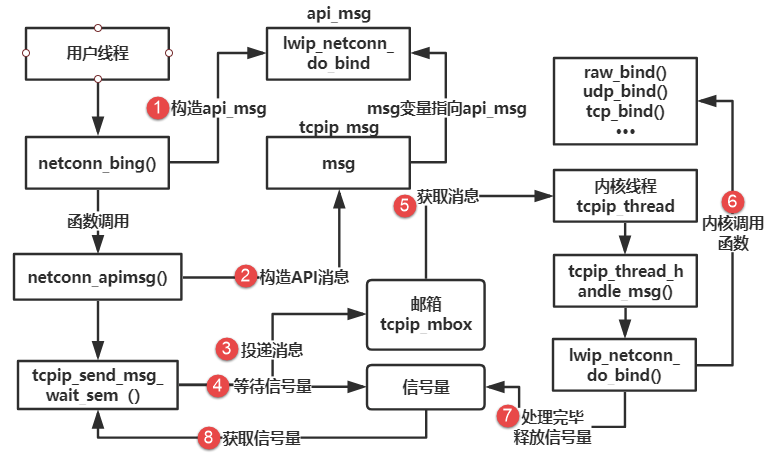 api_msg
用户线程
lwip_netconn_
do_bind
raw_bind()
udp_bind()
tcp_bind()
•••
1 构造api_msg
msg变量指向api_msg
tcpip_msg
netconn_bing()
msg
5 获取消息
内核线程
tcpip_thread
6
内核调用
函数
函数调用
netconn_apimsg()
2 构造API消息
tcpip_thread_h
andle_msg()
邮箱
tcpip_mbox
3 投递消息
lwip_netconn_
do_bind()
tcpip_send_msg_
wait_sem ()
4 等待信号量
信号量
7 处理完毕
释放信号量
8 获取信号量